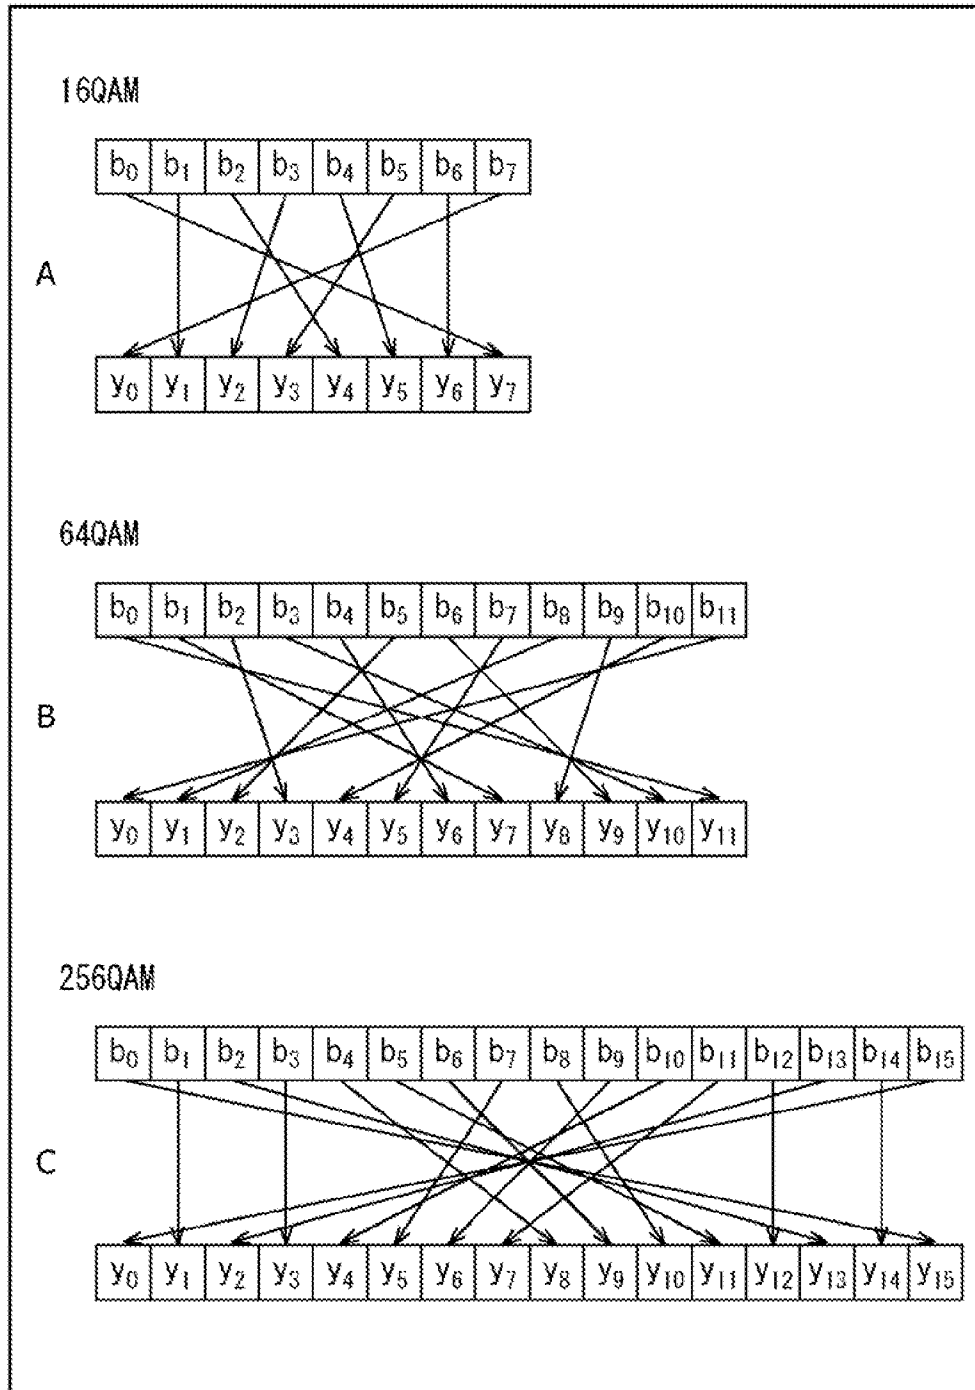 16QAM
b0 b1 b2 b3 b4 b5 b6 b7
A
y0 y1 y2 y3 y4 y5 y6 y7
64QAM
b0 b1 b2 b3 b4 b5 b6 b7 b8 b9 b10 b11
B
y0 y1 y2 y3 y4 y5 y6 y7 y8 y9 y10 y11
256QAM
b0 b1 b2 b3 b4 b5 b6 b7 b8 b9 b10 b11 b12 b13 b14 b15
C
y0 y1 y2 y3 y4 y5 y6 y7 y8 y9 y10 y11 y12 y13 y14 y15